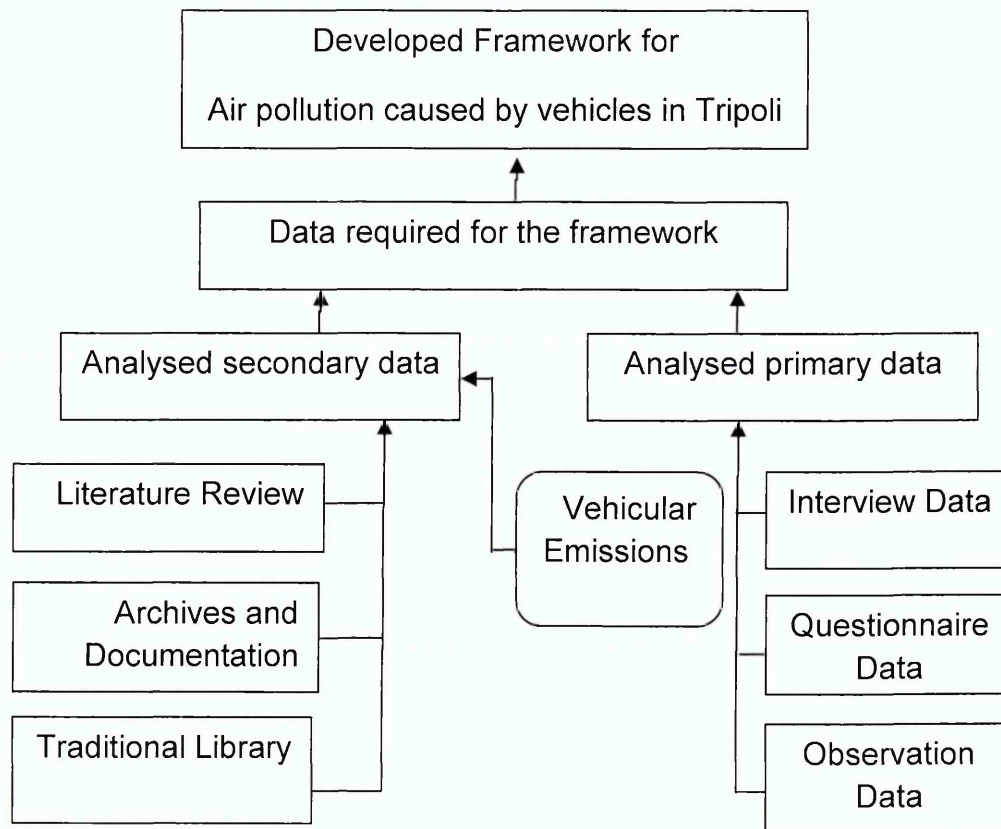 Developed Framework for
Air pollution caused by vehicles in Tripoli
Data required for the framework
Analysed secondary data
Analysed primary data
Literature Review
Vehicular
Emissions
Interview Data
Archives and
Documentation
Questionnaire
Data
Traditional Library
Observation
Data